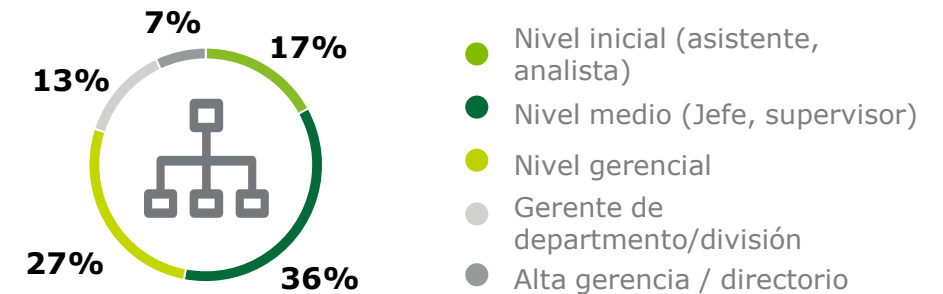 7%
17%
13%
27%
36%
Nivel inicial (asistente,
analista)
Nivel medio (Jefe, supervisor)
Nivel gerencial
Gerente de
departmento/división
Alta gerencia / directorio